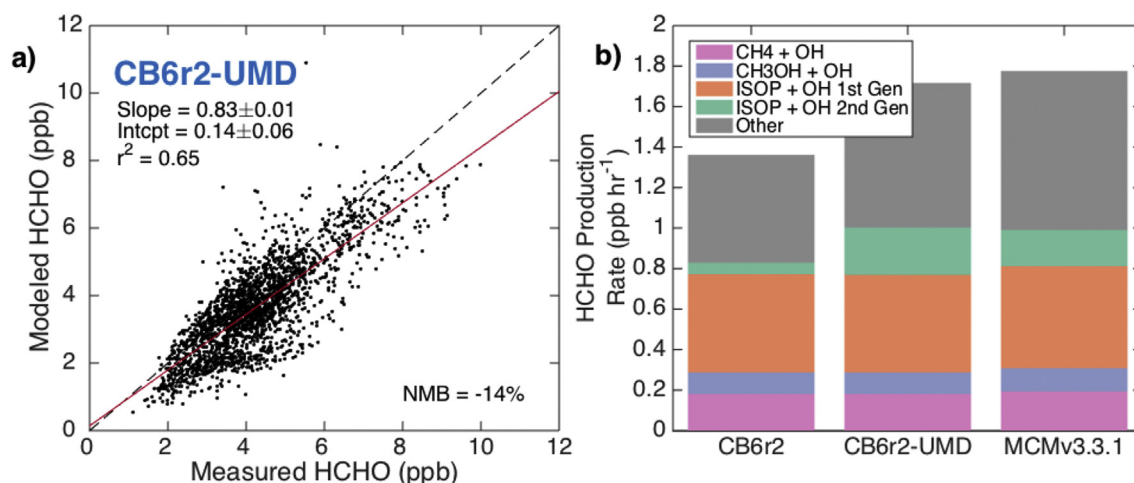 a)
CB6r2-UMD
Slope = 0.83±0.01
Intcpt = 0.14±0.06
r² = 0.65
NMB = -14%
12
10
8
6
4
2
0
Modeled HCHO (ppb)
0 2 4 6 8 10 12
Measured HCHO (ppb)
b)
CH4 + OH
CH3OH + OH
ISOP + OH 1st Gen
ISOP + OH 2nd Gen
Other
2
1.8
1.6
1.4
1.2
1
0.8
0.6
0.4
0.2
0
HCHO Production
Rate (ppb hr⁻¹)
CB6r2 CB6r2-UMD MCMv3.3.1